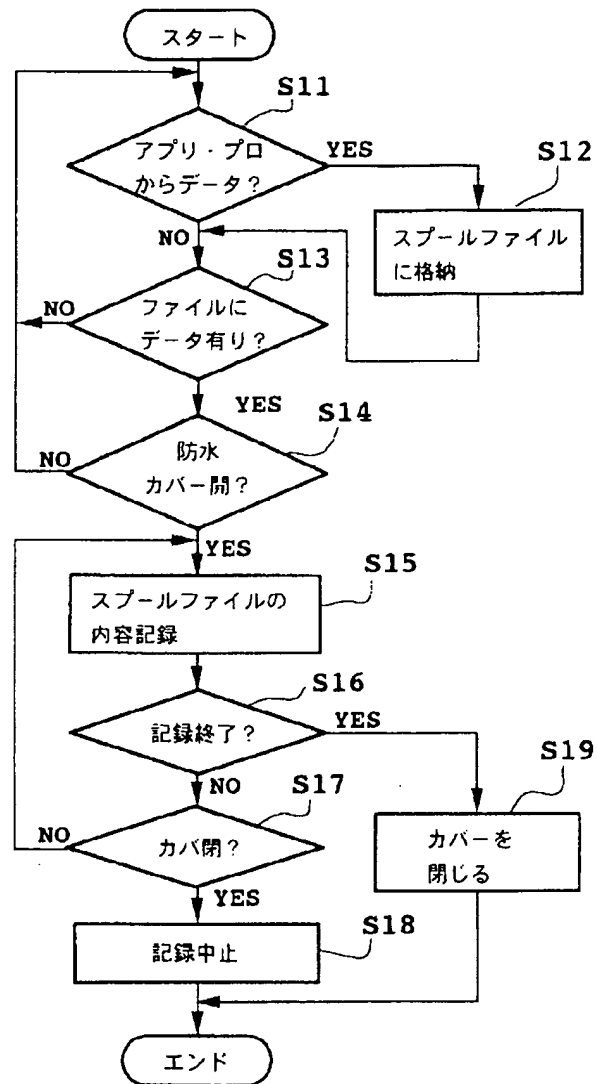 スタート
S11
アプリ・プロ
からデータ?
YES
S12
スプールファイル
に格納
NO
S13
ファイルに
データ有り?
NO
YES
S14
防水
カバー開?
NO
YES
S15
スプールファイルの
内容記録
S16
記録終了?
YES
S19
カバーを
閉じる
NO
S17
カバ閉?
NO
YES
S18
記録中止
エンド